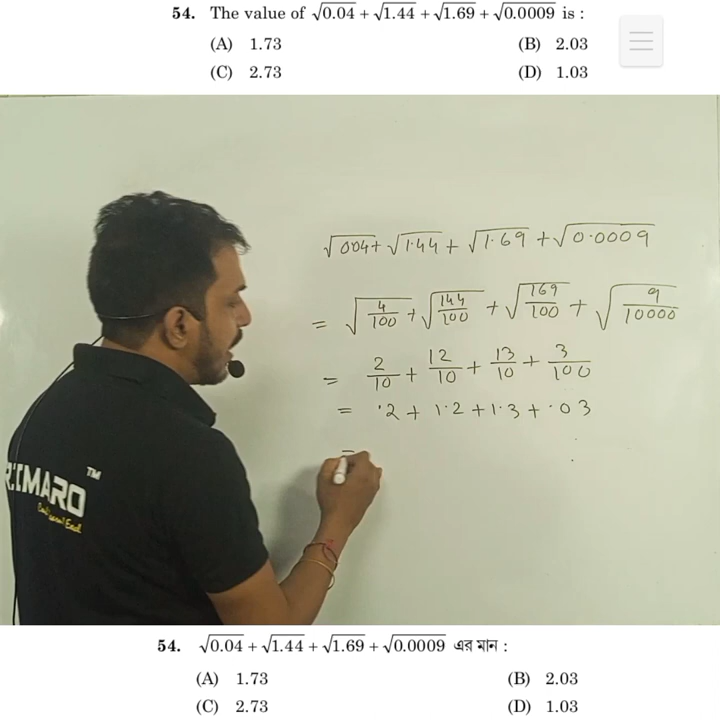 54. The value of √0.04 + √1.44 + √1.69 + √0.0009 is :
(A) 1.73 (B) 2.03
(C) 2.73 (D) 1.03
√0.04 + √1.44 + √1.69 + √0.0009
= √4/100 + √144/100 + √169/100 + √9/10000
= 2/10 + 12/10 + 13/10 + 3/100
= .2 + 1.2 + 1.3 + .03
=
RICMARO TM
54. √0.04 + √1.44 + √1.69 + √0.0009 এর মান :
(A) 1.73 (B) 2.03
(C) 2.73 (D) 1.03